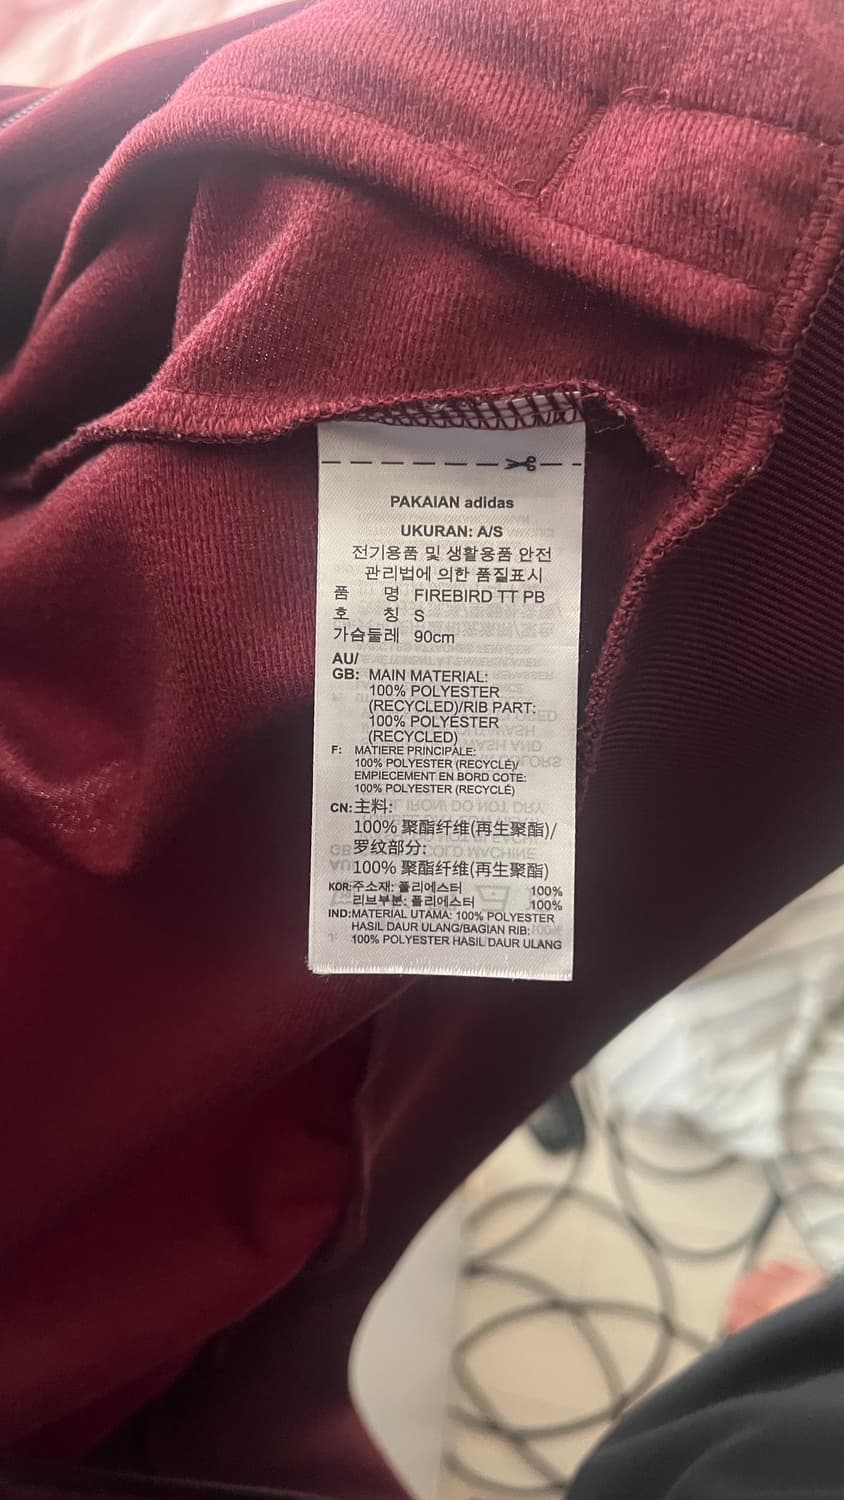 PAKAIAN adidas
UKURAN: A/S
전기용품 및 생활용품 안전
관리법에 의한 품질표시
품 명 FIREBIRD TT PB
호 칭 S
가슴둘레 90cm
AU/
GB: MAIN MATERIAL:
100% POLYESTER
(RECYCLED)/RIB PART:
100% POLYESTER
(RECYCLED)
F: MATIERE PRINCIPALE:
100% POLYESTER (RECYCLÉ)/
EMPIECEMENT EN BORD COTE:
100% POLYESTER (RECYCLÉ)
CN:主料:
100% 聚酯纤维(再生聚酯)/
罗纹部分:
100% 聚酯纤维(再生聚酯)
KOR:주소재: 폴리에스터 100%
리브부분: 폴리에스터 100%
IND:MATERIAL UTAMA: 100% POLYESTER
HASIL DAUR ULANG/BAGIAN RIB:
100% POLYESTER HASIL DAUR ULANG